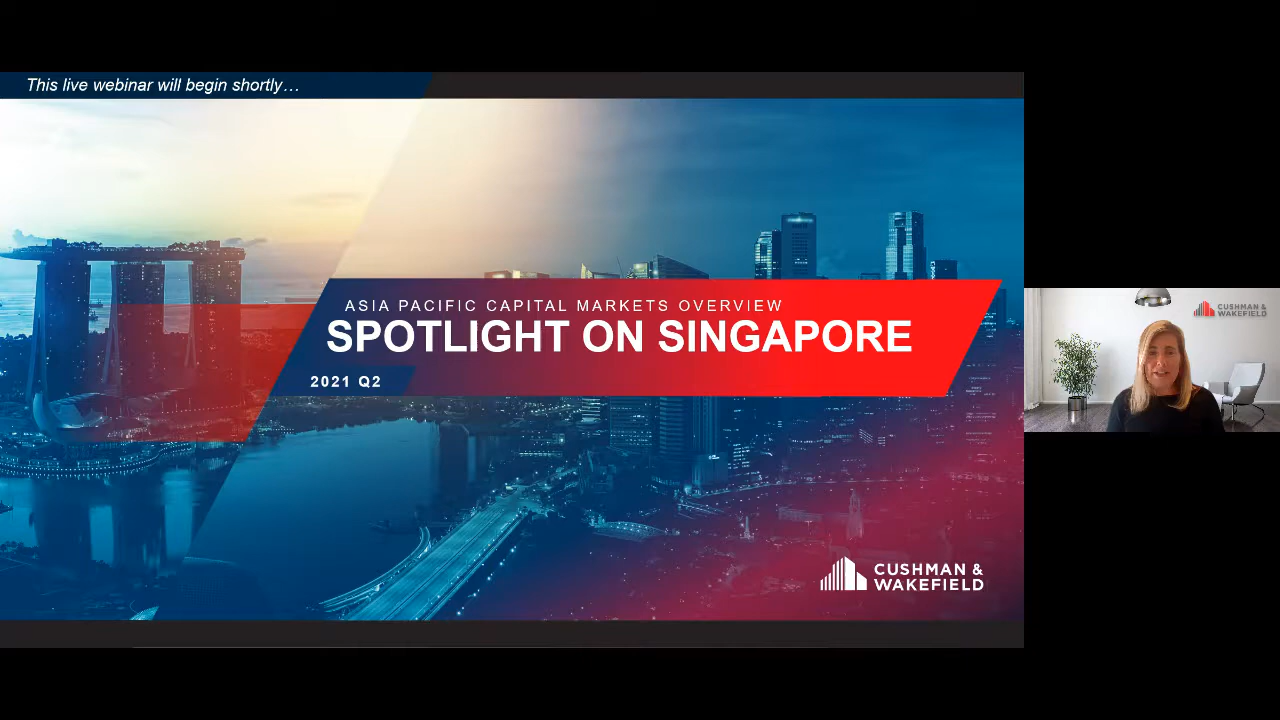 This live webinar will begin shortly…
ASIA PACIFIC CAPITAL MARKETS OVERVIEW
SPOTLIGHT ON SINGAPORE
2021 Q2
CUSHMAN &
WAKEFIELD
CUSHMAN &
WAKEFIELD